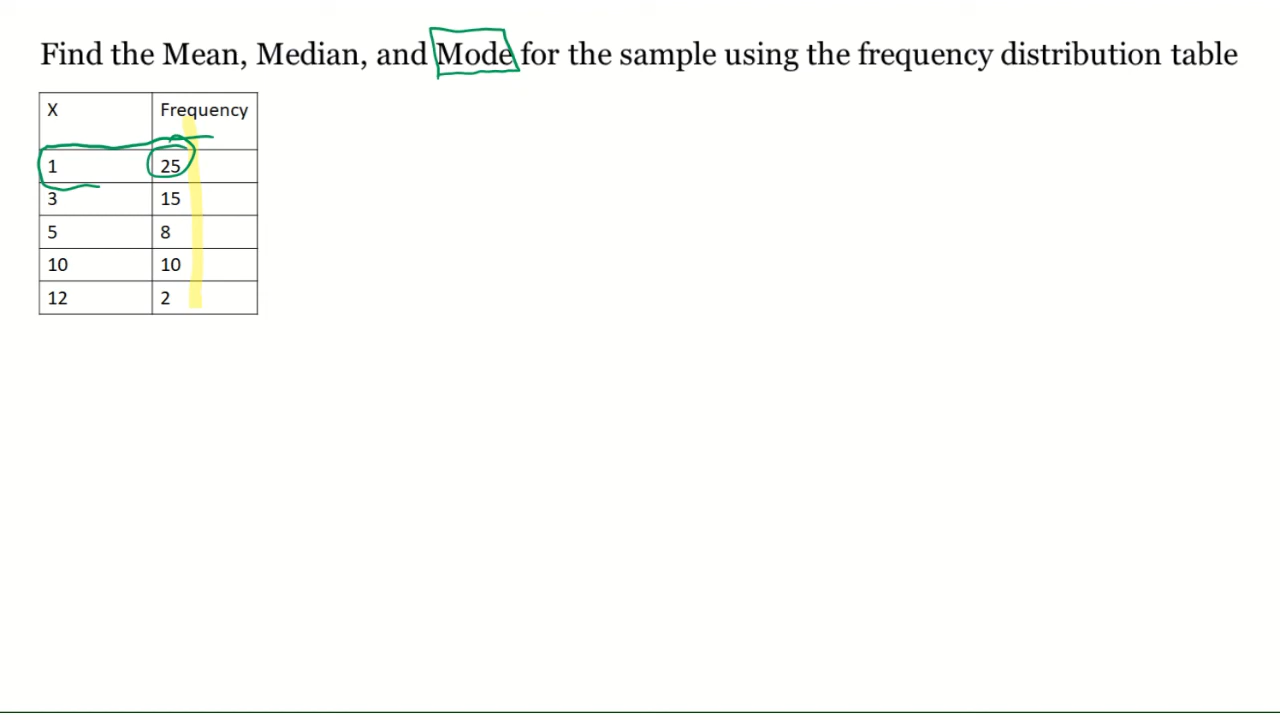 Find the Mean, Median, and Mode for the sample using the frequency distribution table
X Frequency
1 25
3 15
5 8
10 10
12 2